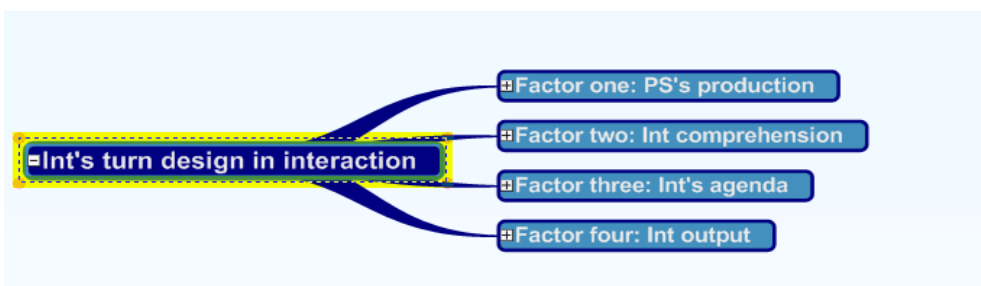 Int's turn design in interaction
Factor one: PS's production
Factor two: Int comprehension
Factor three: Int's agenda
Factor four: Int output